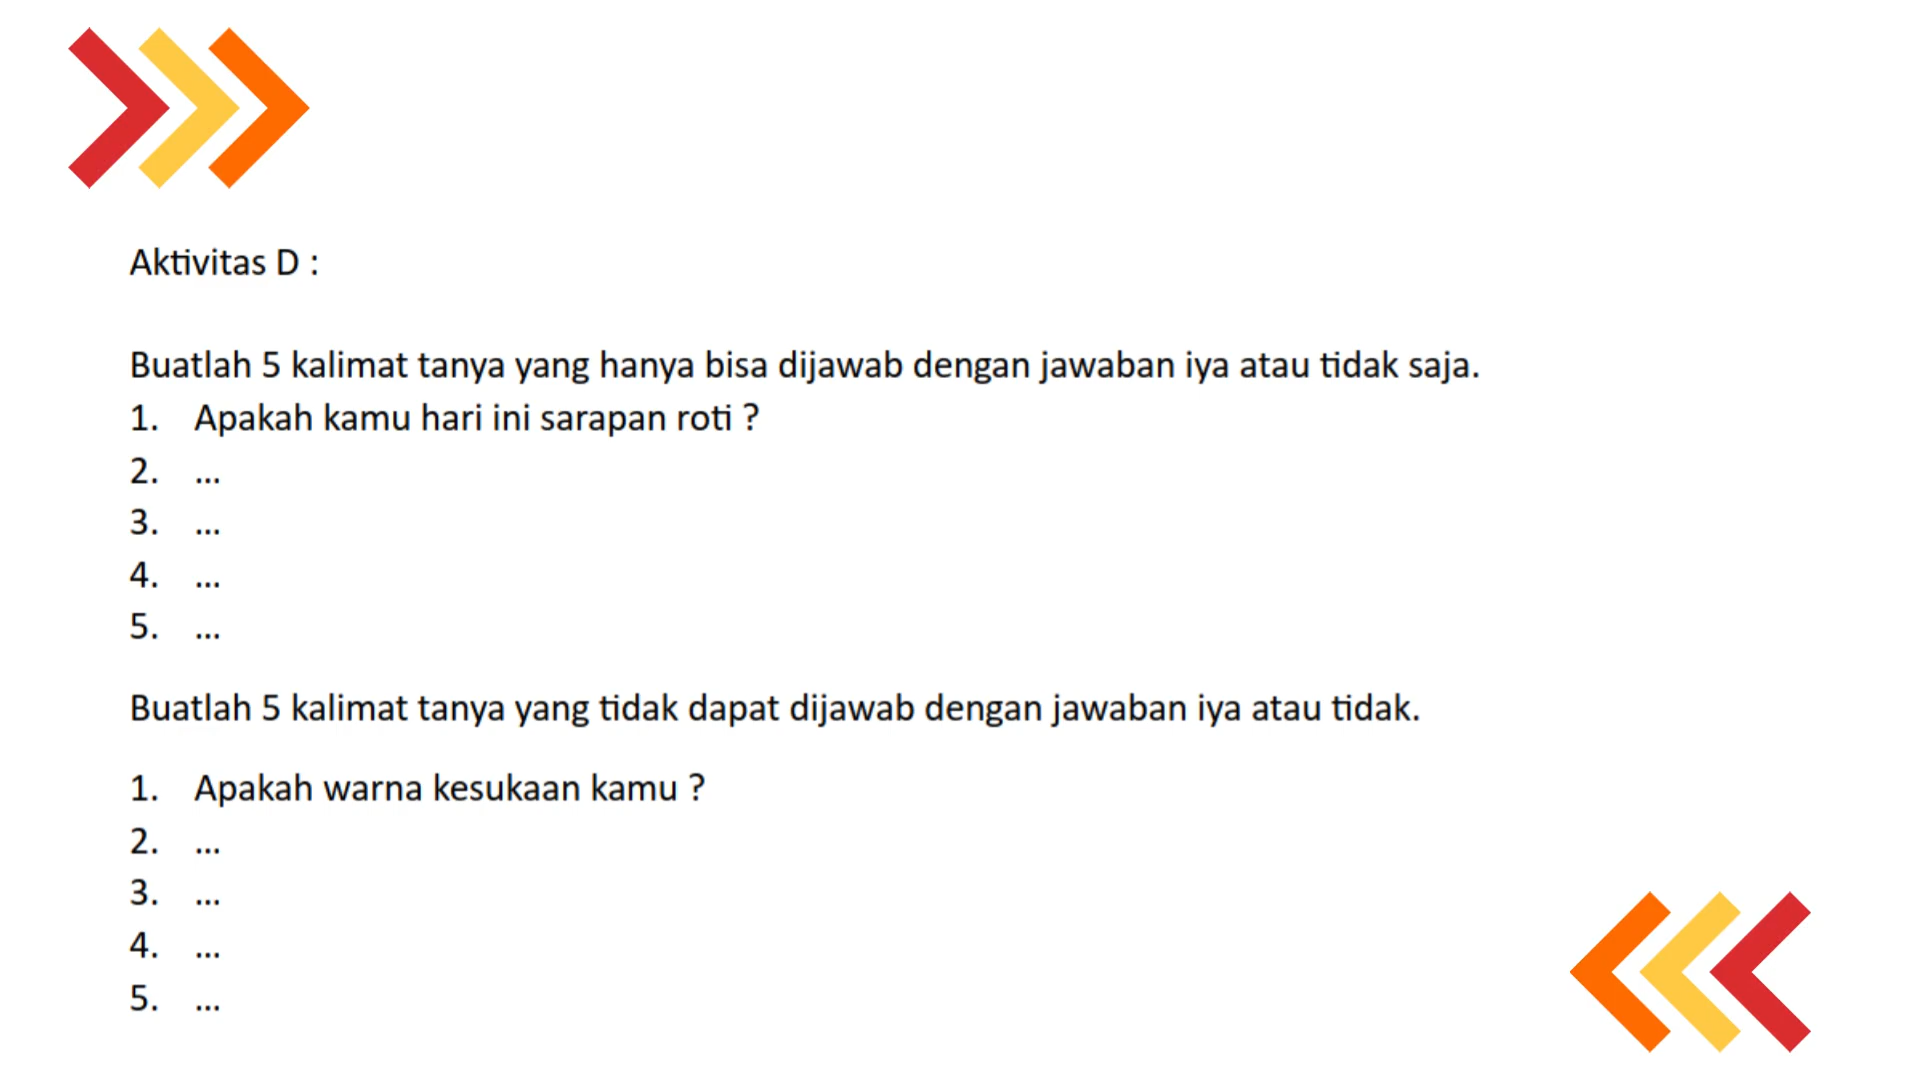 Aktivitas D :
Buatlah 5 kalimat tanya yang hanya bisa dijawab dengan jawaban iya atau tidak saja.
1. Apakah kamu hari ini sarapan roti ?
2. ...
3. ...
4. ...
5. ...
Buatlah 5 kalimat tanya yang tidak dapat dijawab dengan jawaban iya atau tidak.
1. Apakah warna kesukaan kamu ?
2. ...
3. ...
4. ...
5. ...